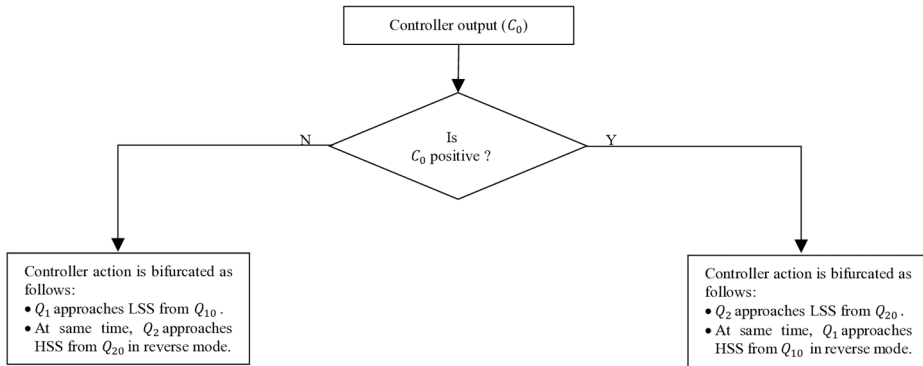 Controller output (C₀)
Is
C₀ positive ?
N
Y
Controller action is bifurcated as
follows:
• Q₁ approaches LSS from Q₁₀ .
• At same time, Q₂ approaches
HSS from Q₂₀ in reverse mode.
Controller action is bifurcated as
follows:
• Q₂ approaches LSS from Q₂₀ .
• At same time, Q₁ approaches
HSS from Q₁₀ in reverse mode.